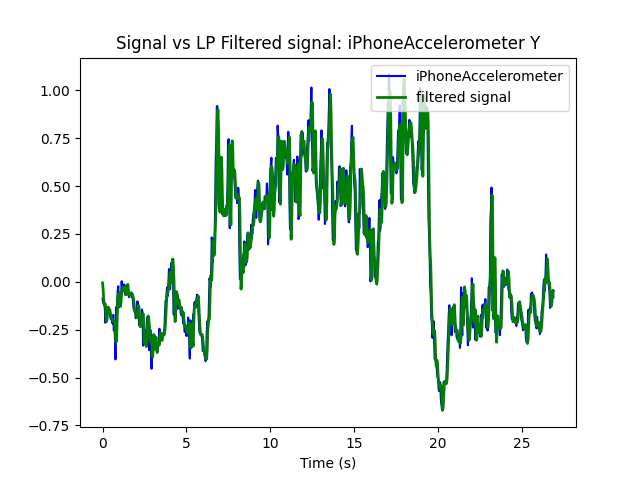 Signal vs LP Filtered signal: iPhoneAccelerometer Y
iPhoneAccelerometer
filtered signal
1.00
0.75
0.50
0.25
0.00
−0.25
−0.50
−0.75
0 5 10 15 20 25
Time (s)